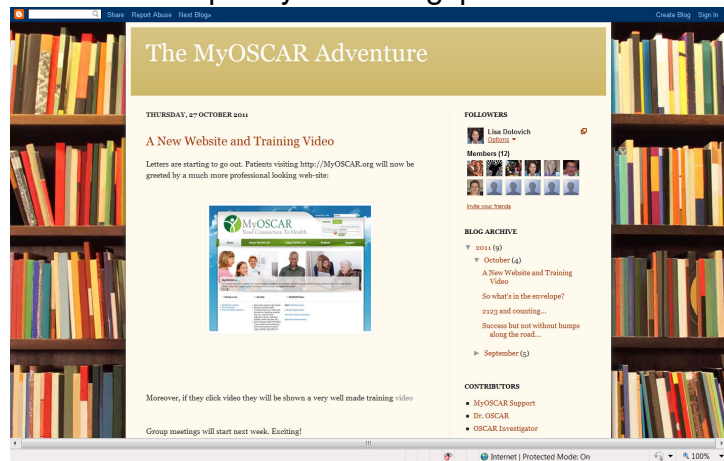 Share Report Abuse Next Blog» Create Blog Sign In
The MyOSCAR Adventure
THURSDAY, 27 OCTOBER 2011
A New Website and Training Video
Letters are starting to go out. Patients visiting http://MyOSCAR.org will now be
greeted by a much more professional looking web-site:
MyOSCAR
Your Connection To Health
Moreover, if they click video they will be shown a very well made training video
Group meetings will start next week. Exciting!
FOLLOWERS
Lisa Dolovich
Options
Members (12)
Invite your friends
BLOG ARCHIVE
▼ 2011 (9)
▼ October (4)
A New Website and Training
Video
So what's in the envelope?
2123 and counting...
Success but not without bumps
along the road...
► September (5)
CONTRIBUTORS
• MyOSCAR Support
• Dr. OSCAR
• OSCAR Investigator
Internet | Protected Mode: On 100%